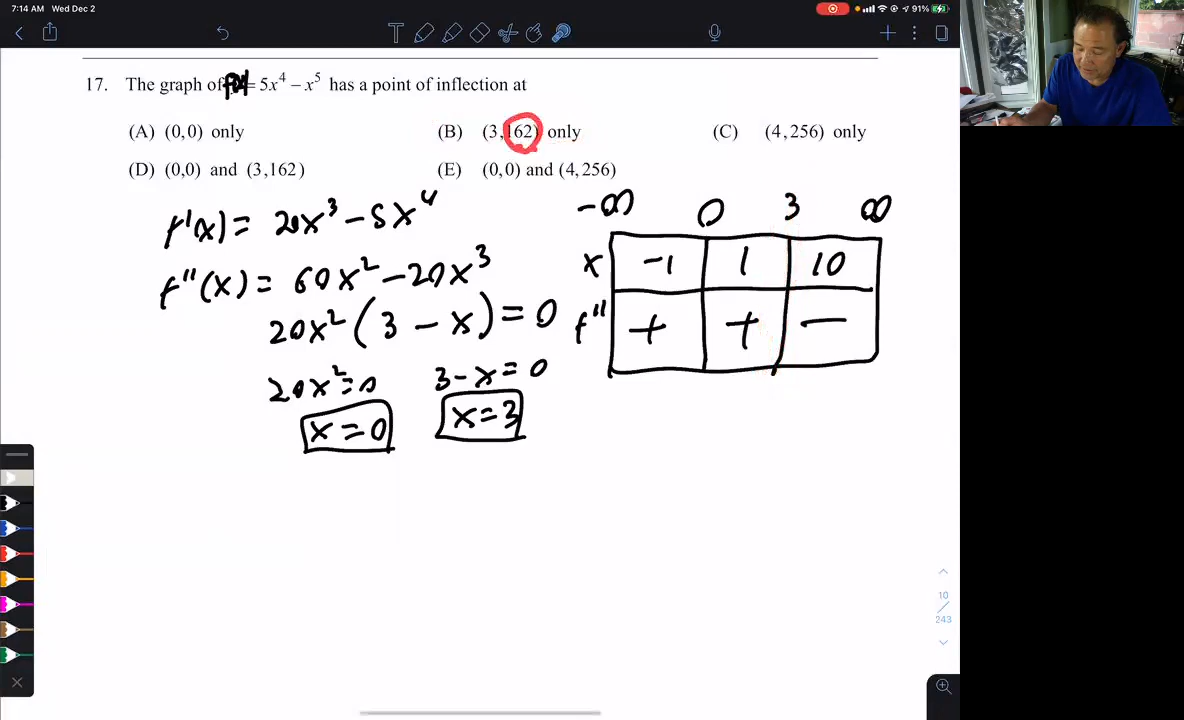 7:14 AM Wed Dec 2
91%
17. The graph of f(x) = 5x⁴ − x⁵ has a point of inflection at
(A) (0,0) only (B) (3,162) only (C) (4,256) only
(D) (0,0) and (3,162) (E) (0,0) and (4,256)
f'(x) = 20x³ − 5x⁴
f''(x) = 60x² − 20x³
20x² (3 − x) = 0
20x² = 0 3 − x = 0
x = 0 x = 3
−∞ 0 3 ∞
x −1 1 10
f'' + + −
10
/
243